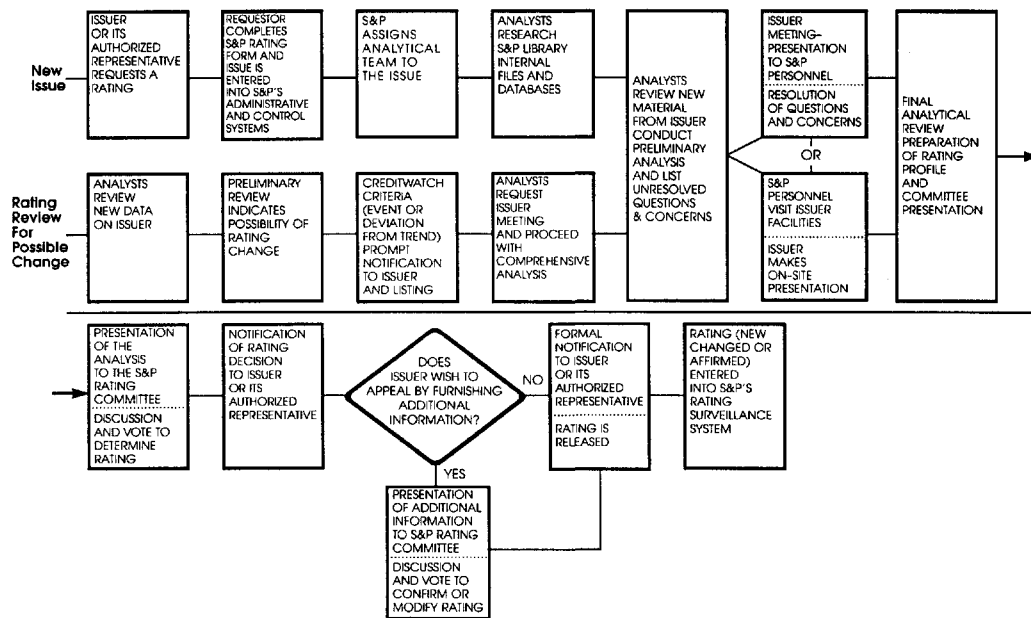 New
Issue
ISSUER
OR ITS
AUTHORIZED
REPRESENTATIVE
REQUESTS A
RATING
REQUESTOR
COMPLETES
S&P RATING
FORM AND
ISSUE IS
ENTERED
INTO S&P'S
ADMINISTRATIVE
AND CONTROL
SYSTEMS
S&P
ASSIGNS
ANALYTICAL
TEAM TO
THE ISSUE
ANALYSTS
RESEARCH
S&P LIBRARY
INTERNAL
FILES AND
DATABASES
Rating
Review
For
Possible
Change
ANALYSTS
REVIEW
NEW DATA
ON ISSUER
PRELIMINARY
REVIEW
INDICATES
POSSIBILITY OF
RATING
CHANGE
CREDITWATCH
CRITERIA
(EVENT OR
DEVIATION
FROM TREND)
PROMPT
NOTIFICATION
TO ISSUER
AND LISTING
ANALYSTS
REQUEST
ISSUER
MEETING
AND PROCEED
WITH
COMPREHENSIVE
ANALYSIS
ANALYSTS
REVIEW NEW
MATERIAL
FROM ISSUER
CONDUCT
PRELIMINARY
ANALYSIS
AND LIST
UNRESOLVED
QUESTIONS
& CONCERNS
ISSUER
MEETING–
PRESENTATION
TO S&P
PERSONNEL
RESOLUTION
OF QUESTIONS
AND CONCERNS
OR
S&P
PERSONNEL
VISIT ISSUER
FACILITIES
ISSUER
MAKES
ON-SITE
PRESENTATION
FINAL
ANALYTICAL
REVIEW
PREPARATION
OF RATING
PROFILE
AND
COMMITTEE
PRESENTATION
PRESENTATION
OF THE
ANALYSIS
TO THE S&P
RATING
COMMITTEE
DISCUSSION
AND VOTE TO
DETERMINE
RATING
NOTIFICATION
OF RATING
DECISION
TO ISSUER
OR ITS
AUTHORIZED
REPRESENTATIVE
DOES
ISSUER WISH TO
APPEAL BY FURNISHING
ADDITIONAL
INFORMATION?
NO
YES
FORMAL
NOTIFICATION
TO ISSUER
OR ITS
AUTHORIZED
REPRESENTATIVE
RATING IS
RELEASED
RATING (NEW
CHANGED OR
AFFIRMED)
ENTERED
INTO S&P'S
RATING
SURVEILLANCE
SYSTEM
PRESENTATION
OF ADDITIONAL
INFORMATION
TO S&P RATING
COMMITTEE
DISCUSSION
AND VOTE TO
CONFIRM OR
MODIFY RATING